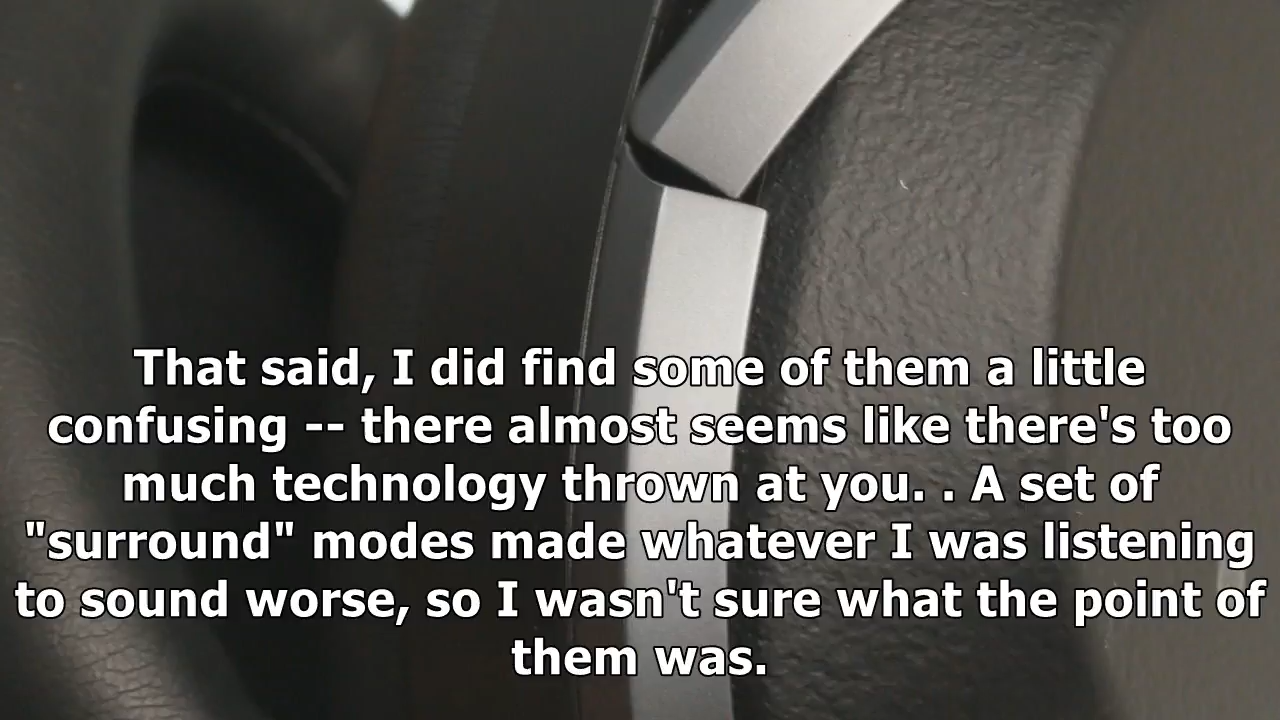 That said, I did find some of them a little
confusing -- there almost seems like there's too
much technology thrown at you. . A set of
"surround" modes made whatever I was listening
to sound worse, so I wasn't sure what the point of
them was.